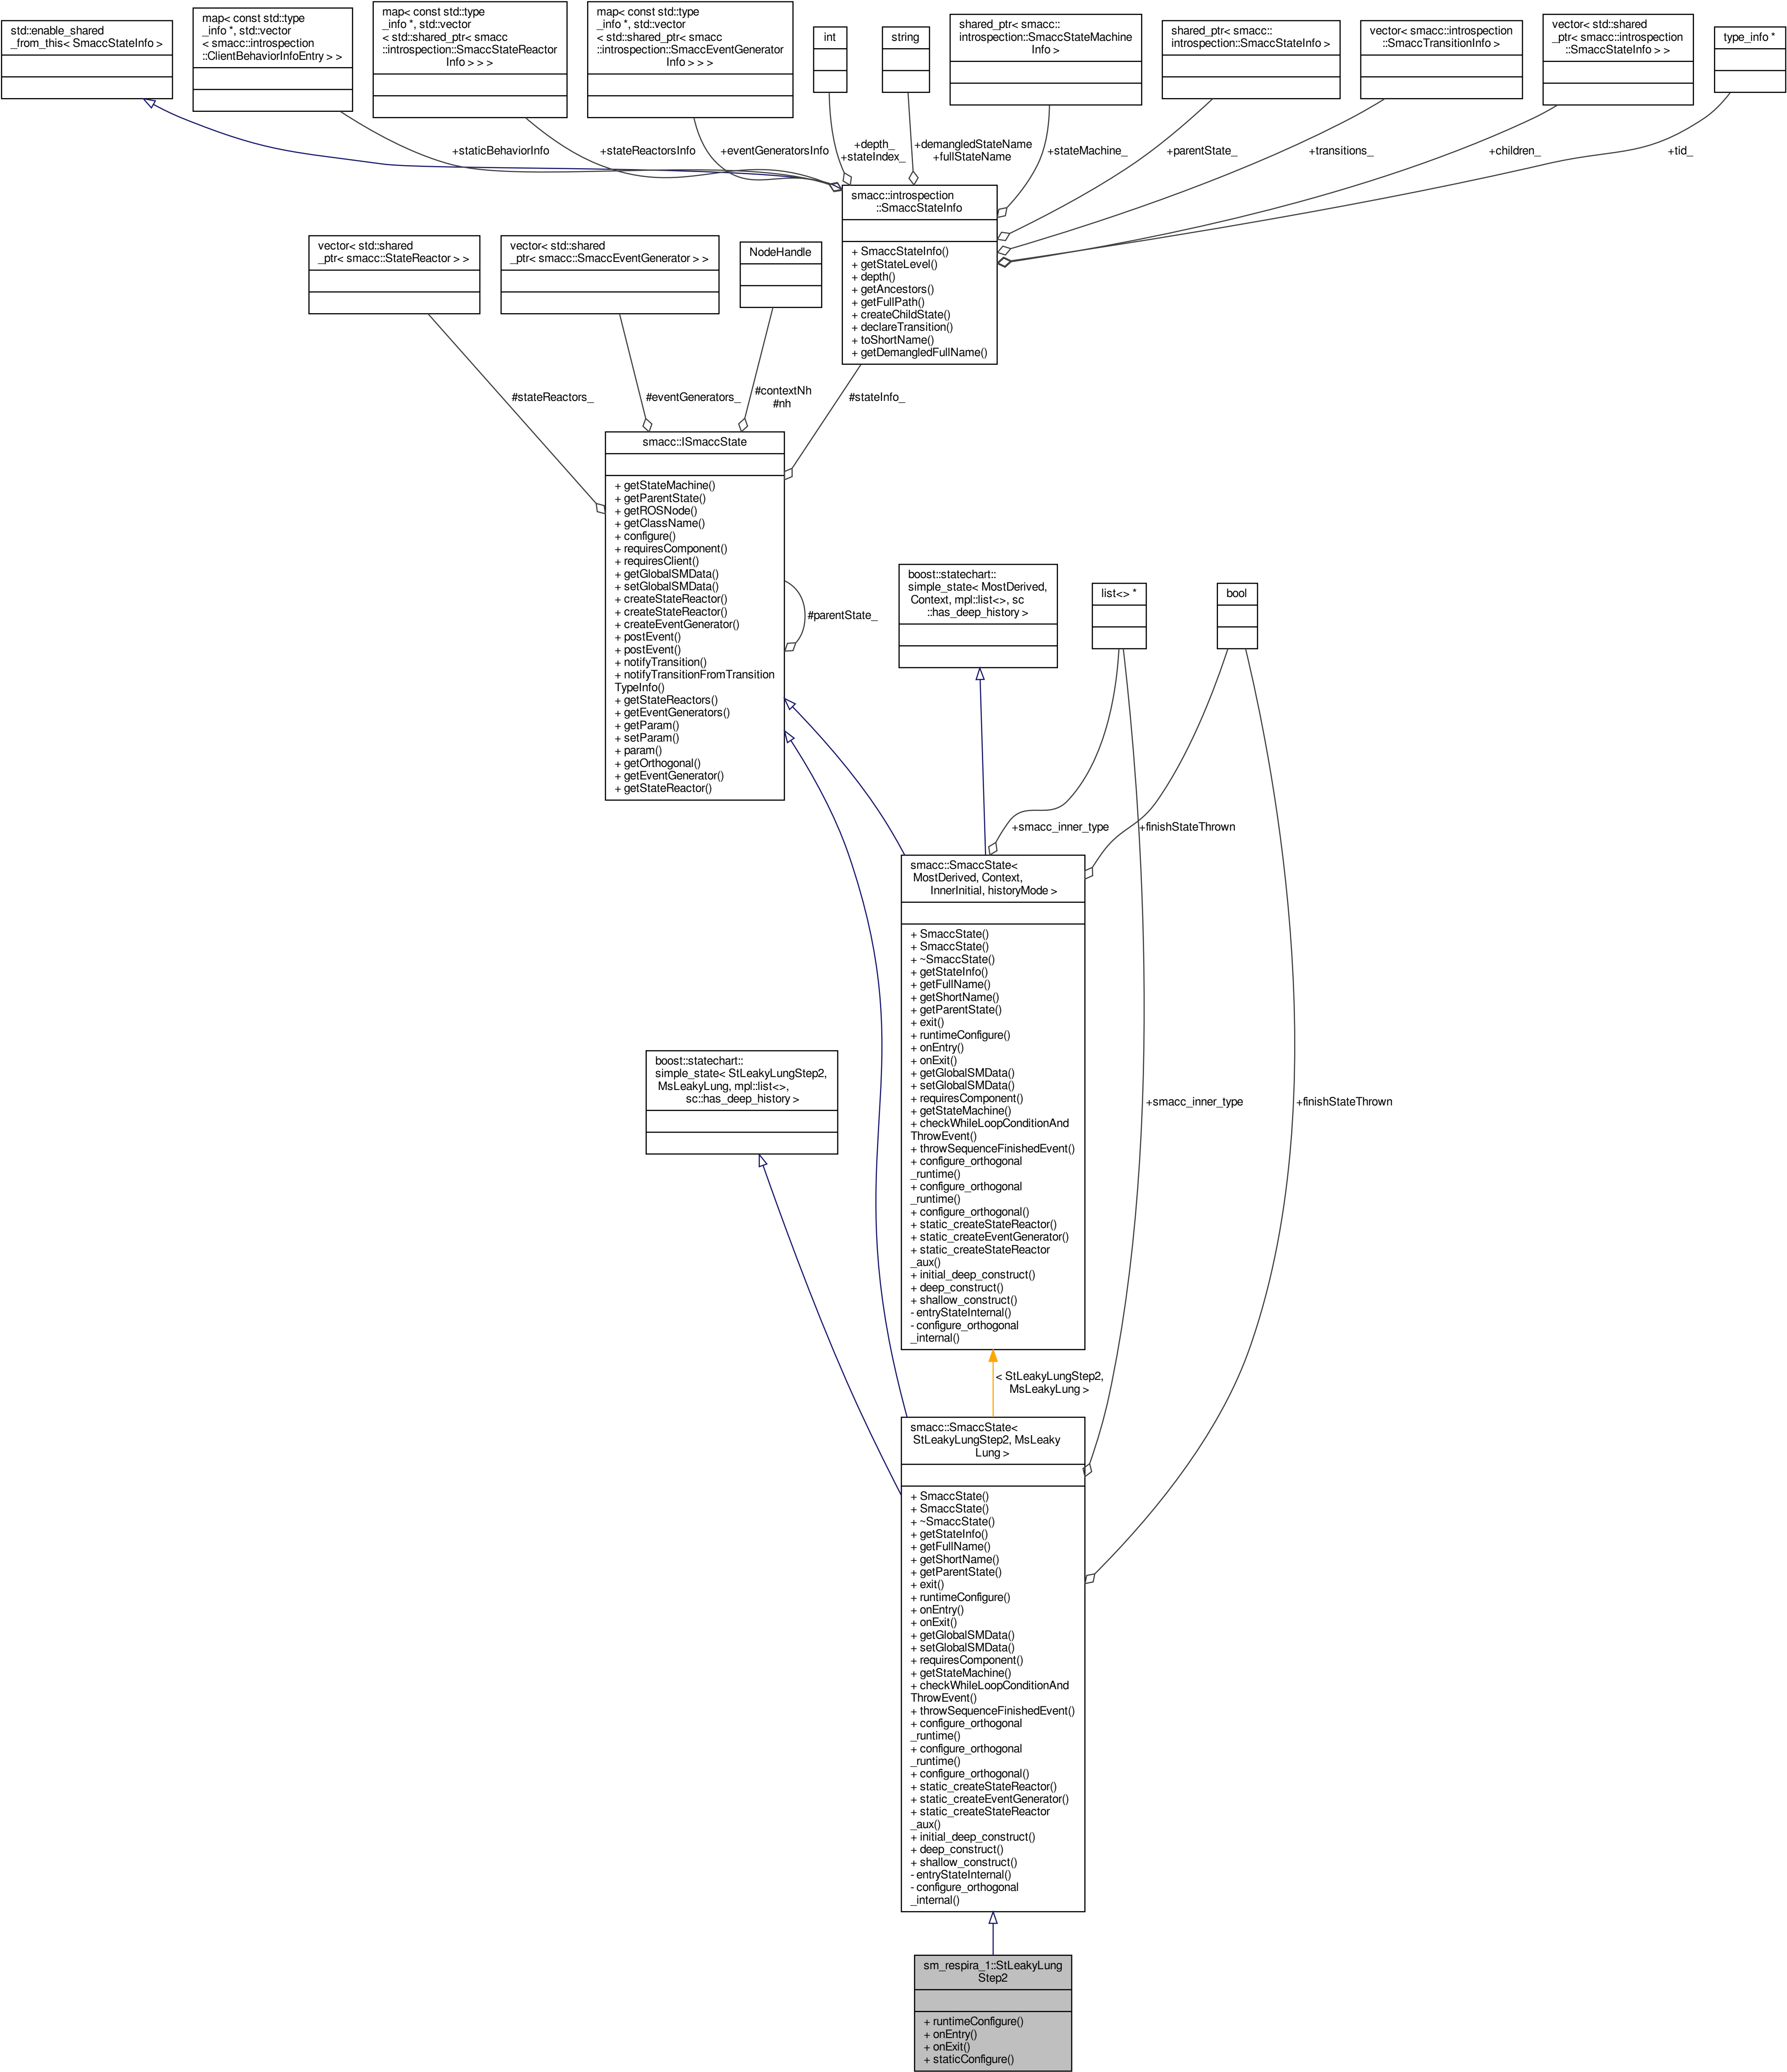 std::enable_shared
_from_this< SmaccStateInfo >
map< const std::type
_info *, std::vector
< smacc::introspection
::ClientBehaviorInfoEntry > >
map< const std::type
_info *, std::vector
< std::shared_ptr< smacc
::introspection::SmaccStateReactor
Info > > >
map< const std::type
_info *, std::vector
< std::shared_ptr< smacc
::introspection::SmaccEventGenerator
Info > > >
int
string
shared_ptr< smacc::
introspection::SmaccStateMachine
Info >
shared_ptr< smacc::
introspection::SmaccStateInfo >
vector< smacc::introspection
::SmaccTransitionInfo >
vector< std::shared
_ptr< smacc::introspection
::SmaccStateInfo > >
type_info *
+staticBehaviorInfo
+stateReactorsInfo
+eventGeneratorsInfo
+depth_
+stateIndex_
+demangledStateName
+fullStateName
+stateMachine_
+parentState_
+transitions_
+children_
+tid_
smacc::introspection
::SmaccStateInfo
+ SmaccStateInfo()
+ getStateLevel()
+ depth()
+ getAncestors()
+ getFullPath()
+ createChildState()
+ declareTransition()
+ toShortName()
+ getDemangledFullName()
vector< std::shared
_ptr< smacc::StateReactor > >
vector< std::shared
_ptr< smacc::SmaccEventGenerator > >
NodeHandle
#stateReactors_
#eventGenerators_
#contextNh
#nh
#stateInfo_
smacc::ISmaccState
+ getStateMachine()
+ getParentState()
+ getROSNode()
+ getClassName()
+ configure()
+ requiresComponent()
+ requiresClient()
+ getGlobalSMData()
+ setGlobalSMData()
+ createStateReactor()
+ createStateReactor()
+ createEventGenerator()
+ postEvent()
+ postEvent()
+ notifyTransition()
+ notifyTransitionFromTransition
TypeInfo()
+ getStateReactors()
+ getEventGenerators()
+ getParam()
+ setParam()
+ param()
+ getOrthogonal()
+ getEventGenerator()
+ getStateReactor()
#parentState_
boost::statechart::
simple_state< MostDerived,
Context, mpl::list<>, sc
::has_deep_history >
list<> *
bool
+smacc_inner_type
+finishStateThrown
smacc::SmaccState<
MostDerived, Context,
InnerInitial, historyMode >
+ SmaccState()
+ SmaccState()
+ ~SmaccState()
+ getStateInfo()
+ getFullName()
+ getShortName()
+ getParentState()
+ exit()
+ runtimeConfigure()
+ onEntry()
+ onExit()
+ getGlobalSMData()
+ setGlobalSMData()
+ requiresComponent()
+ getStateMachine()
+ checkWhileLoopConditionAnd
ThrowEvent()
+ throwSequenceFinishedEvent()
+ configure_orthogonal
_runtime()
+ configure_orthogonal
_runtime()
+ configure_orthogonal()
+ static_createStateReactor()
+ static_createEventGenerator()
+ static_createStateReactor
_aux()
+ initial_deep_construct()
+ deep_construct()
+ shallow_construct()
- entryStateInternal()
- configure_orthogonal
_internal()
boost::statechart::
simple_state< StLeakyLungStep2,
MsLeakyLung, mpl::list<>,
sc::has_deep_history >
+smacc_inner_type
+finishStateThrown
< StLeakyLungStep2,
MsLeakyLung >
smacc::SmaccState<
StLeakyLungStep2, MsLeaky
Lung >
+ SmaccState()
+ SmaccState()
+ ~SmaccState()
+ getStateInfo()
+ getFullName()
+ getShortName()
+ getParentState()
+ exit()
+ runtimeConfigure()
+ onEntry()
+ onExit()
+ getGlobalSMData()
+ setGlobalSMData()
+ requiresComponent()
+ getStateMachine()
+ checkWhileLoopConditionAnd
ThrowEvent()
+ throwSequenceFinishedEvent()
+ configure_orthogonal
_runtime()
+ configure_orthogonal
_runtime()
+ configure_orthogonal()
+ static_createStateReactor()
+ static_createEventGenerator()
+ static_createStateReactor
_aux()
+ initial_deep_construct()
+ deep_construct()
+ shallow_construct()
- entryStateInternal()
- configure_orthogonal
_internal()
sm_respira_1::StLeakyLung
Step2
+ runtimeConfigure()
+ onEntry()
+ onExit()
+ staticConfigure()